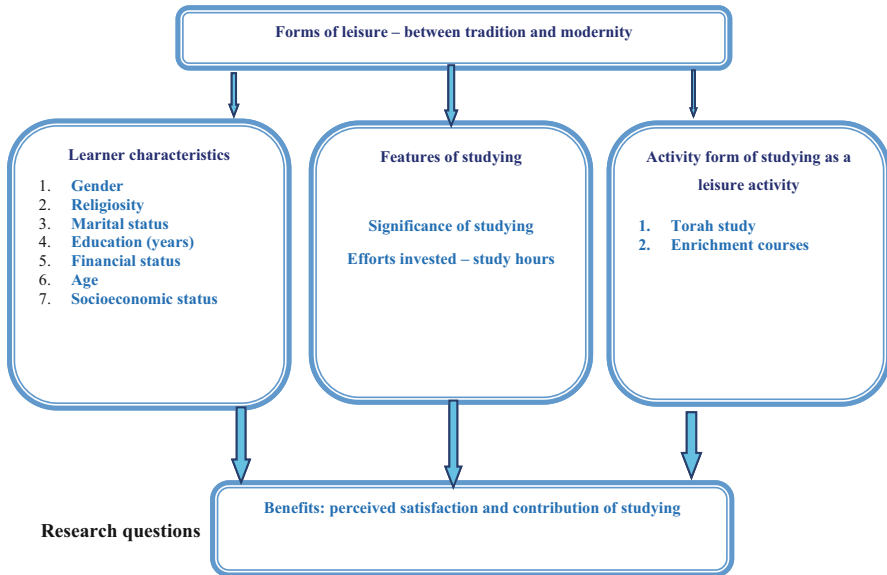 Forms of leisure – between tradition and modernity
Learner characteristics
1. Gender
2. Religiosity
3. Marital status
4. Education (years)
5. Financial status
6. Age
7. Socioeconomic status
Features of studying
Significance of studying
Efforts invested – study hours
Activity form of studying as a
leisure activity
1. Torah study
2. Enrichment courses
Benefits: perceived satisfaction and contribution of studying
Research questions